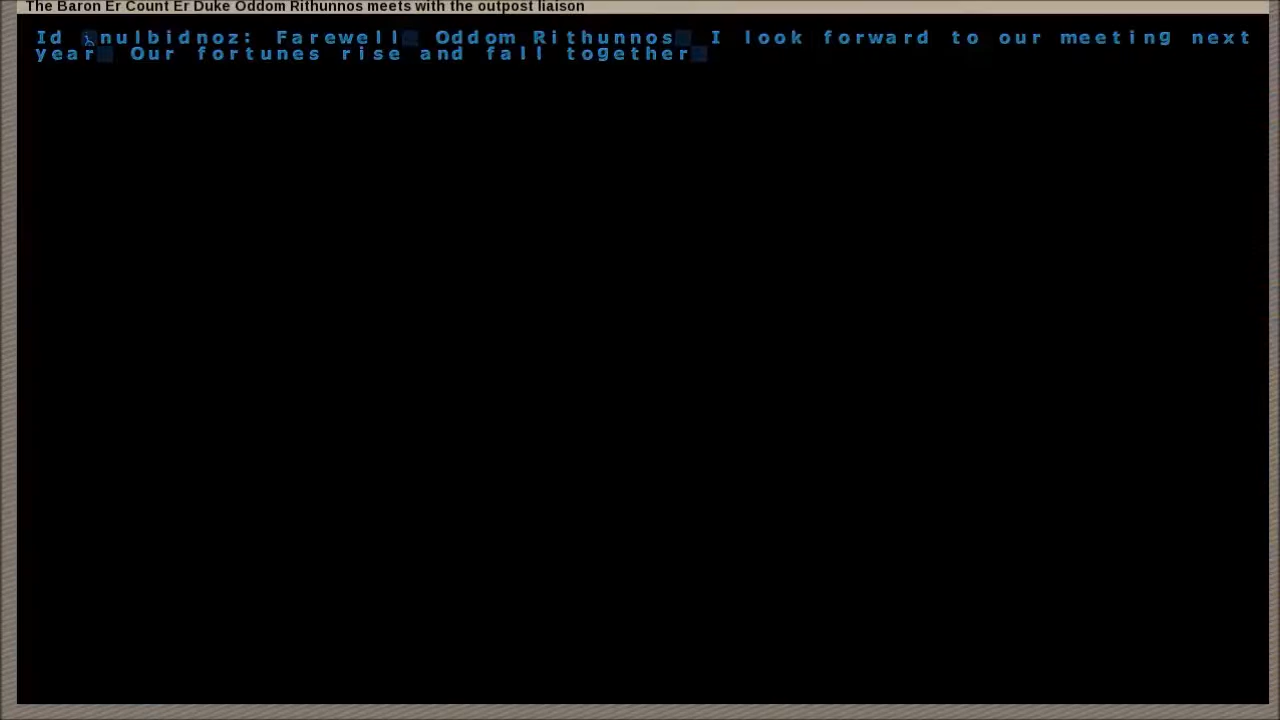 The Baron Er Count Er Duke Oddom Rithunnos meets with the outpost liaison
Id Farewell Oddom Rithunnos I look forward to our meeting next
year Our fortunes rise and fall together